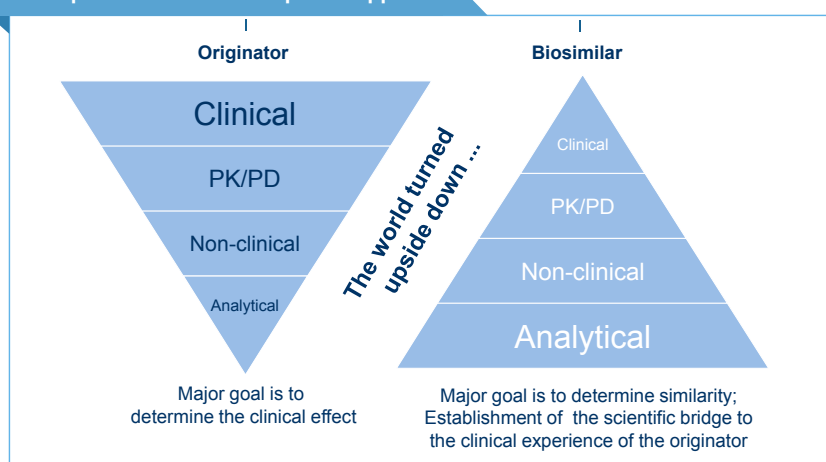 Originator
Clinical
PK/PD
Non-clinical
Analytical
Major goal is to
determine the clinical effect
The world turned
upside down ...
Biosimilar
Clinical
PK/PD
Non-clinical
Analytical
Major goal is to determine similarity;
Establishment of the scientific bridge to
the clinical experience of the originator